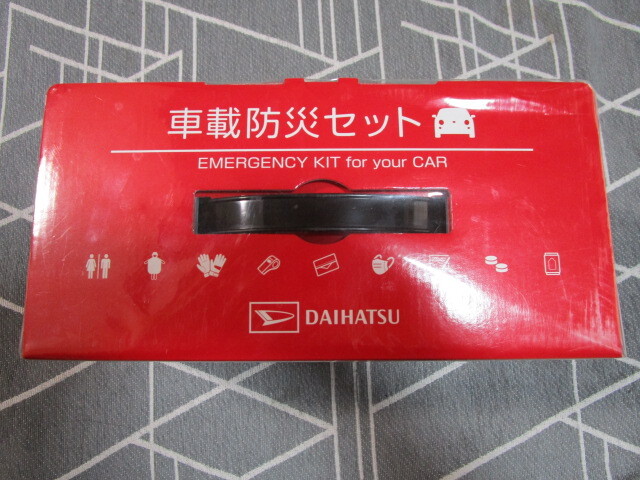 車載防災セット
EMERGENCY KIT for your CAR
DAIHATSU